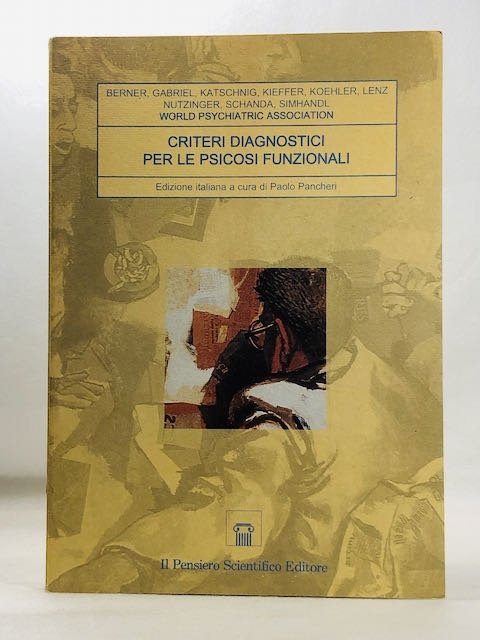 BERNER, GABRIEL, KATSCHNIG, KIEFFER, KOEHLER, LENZ
NUTZINGER, SCHANDA, SIMHANDL
WORLD PSYCHIATRIC ASSOCIATION
CRITERI DIAGNOSTICI
PER LE PSICOSI FUNZIONALI
Edizione italiana a cura di Paolo Pancheri
Il Pensiero Scientifico Editore